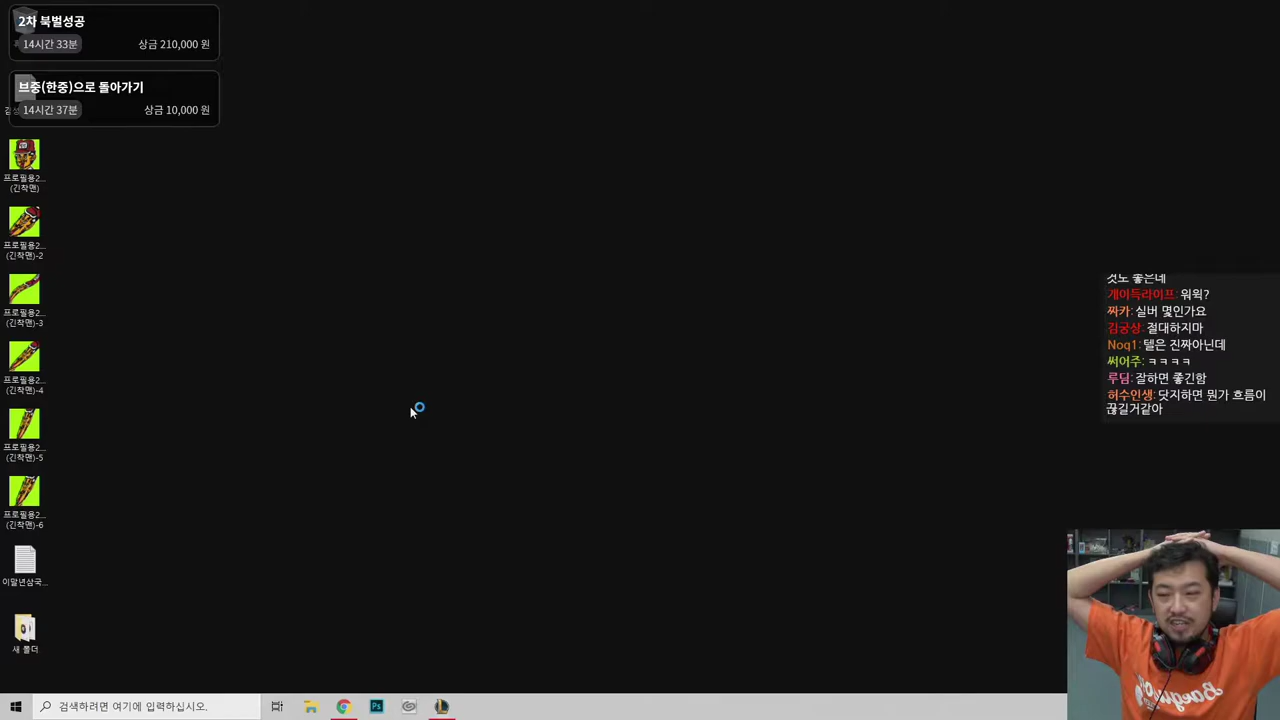 2차 북벌성공
14시간 33분
상금 210,000 원
브중(한중)으로 돌아가기
14시간 37분
상금 10,000 원
프로필용2...
(긴착맨)
프로필용2...
(긴착맨)-2
프로필용2...
(긴착맨)-3
프로필용2...
(긴착맨)-4
프로필용2...
(긴착맨)-5
프로필용2...
(긴착맨)-6
이말년삼국...
새 폴더
것도 좋은데
개이득라이프: 워윅?
짜카: 실버 몇인가요
김궁상: 절대하지마
Noq1: 텔은 진짜아닌데
써어주: ㅋㅋㅋㅋ
루딤: 잘하면 좋긴함
허수인생: 닷지하면 뭔가 흐름이
끊길거같아
검색하려면 여기에 입력하십시오.
Ps